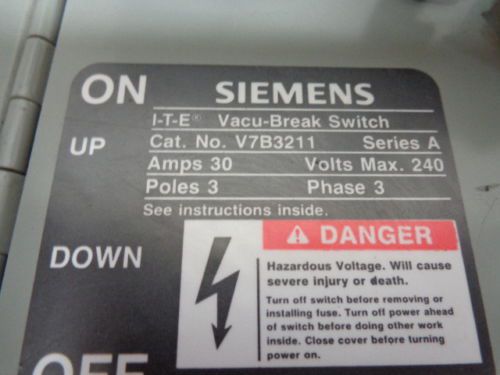 ON
SIEMENS
I-T-E® Vacu-Break Switch
UP
Cat. No. V7B3211 Series A
Amps 30 Volts Max. 240
Poles 3 Phase 3
See instructions inside.
DOWN
DANGER
Hazardous Voltage. Will cause
severe injury or death.
Turn off switch before removing or
installing fuse. Turn off power ahead
of switch before doing other work
inside. Close cover before turning
power on.
OFF